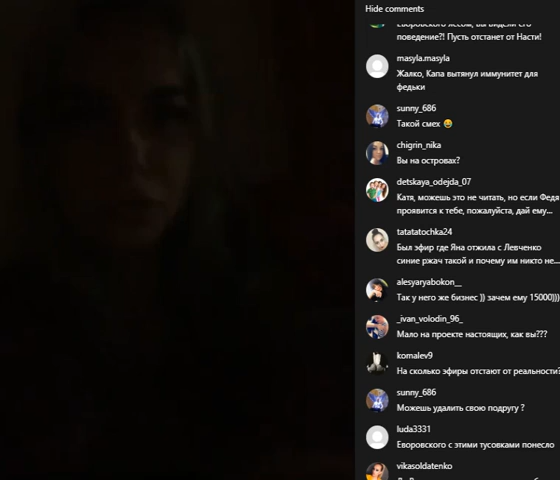 Hide comments
Еворовского лесом, вы видели его
поведение?! Пусть отстанет от Насти!
masyla.masyla
Жалко, Капа вытянул иммунитет для
федьки
sunny_686
Такой смех 😂
chigrin_nika
Вы на островах?
detskaya_odejda_07
Катя, можешь это не читать, но если Федя
проявится к тебе, пожалуйста, дай ему...
tatatatochka24
Был эфир где Яна отжила с Левченко
синие ржач такой и почему им никто не...
alesyaryabokon__
Так у него же бизнес )) зачем ему 15000)))
_ivan_volodin_96_
Мало на проекте настоящих, как вы???
komalev9
На сколько эфиры отстают от реальности?
sunny_686
Можешь удалить свою подругу ?
luda3331
Еворовского с этими тусовками понесло
vikasoldatenko